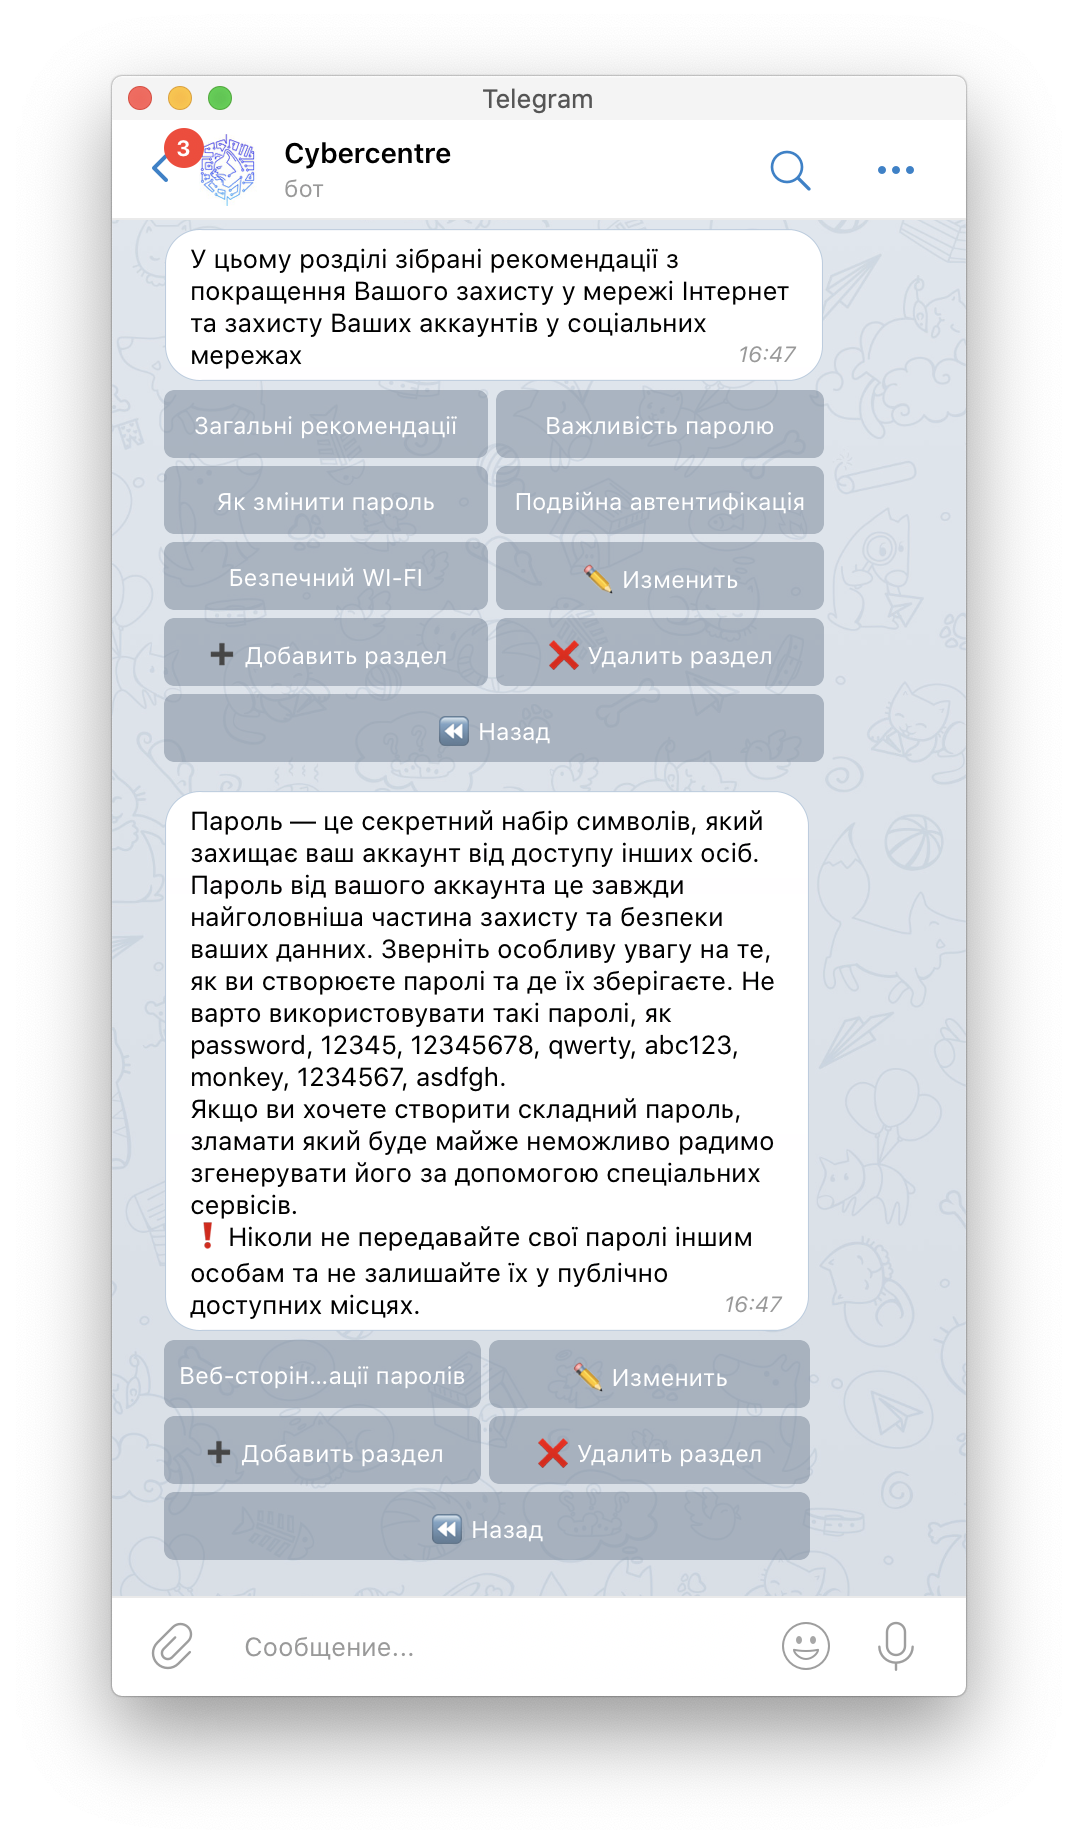 Telegram
3
Cybercentre
бот
У цьому розділі зібрані рекомендації з
покращення Вашого захисту у мережі Інтернет
та захисту Ваших аккаунтів у соціальних
мережах
16:47
Загальні рекомендації
Важливість паролю
Як змінити пароль
Подвійна автентифікація
Безпечний WI-FI
✏️ Изменить
➕ Добавить раздел
❌ Удалить раздел
⏪ Назад
Пароль — це секретний набір символів, який
захищає ваш аккаунт від доступу інших осіб.
Пароль від вашого аккаунта це завжди
найголовніша частина захисту та безпеки
ваших данних. Зверніть особливу увагу на те,
як ви створюєте паролі та де їх зберігаєте. Не
варто використовувати такі паролі, як
password, 12345, 12345678, qwerty, abc123,
monkey, 1234567, asdfgh.
Якщо ви хочете створити складний пароль,
зламати який буде майже неможливо радимо
згенерувати його за допомогою спеціальних
сервісів.
❗ Ніколи не передавайте свої паролі іншим
особам та не залишайте їх у публічно
доступних місцях.
16:47
Веб-сторін...ації паролів
✏️ Изменить
➕ Добавить раздел
❌ Удалить раздел
⏪ Назад
Сообщение...